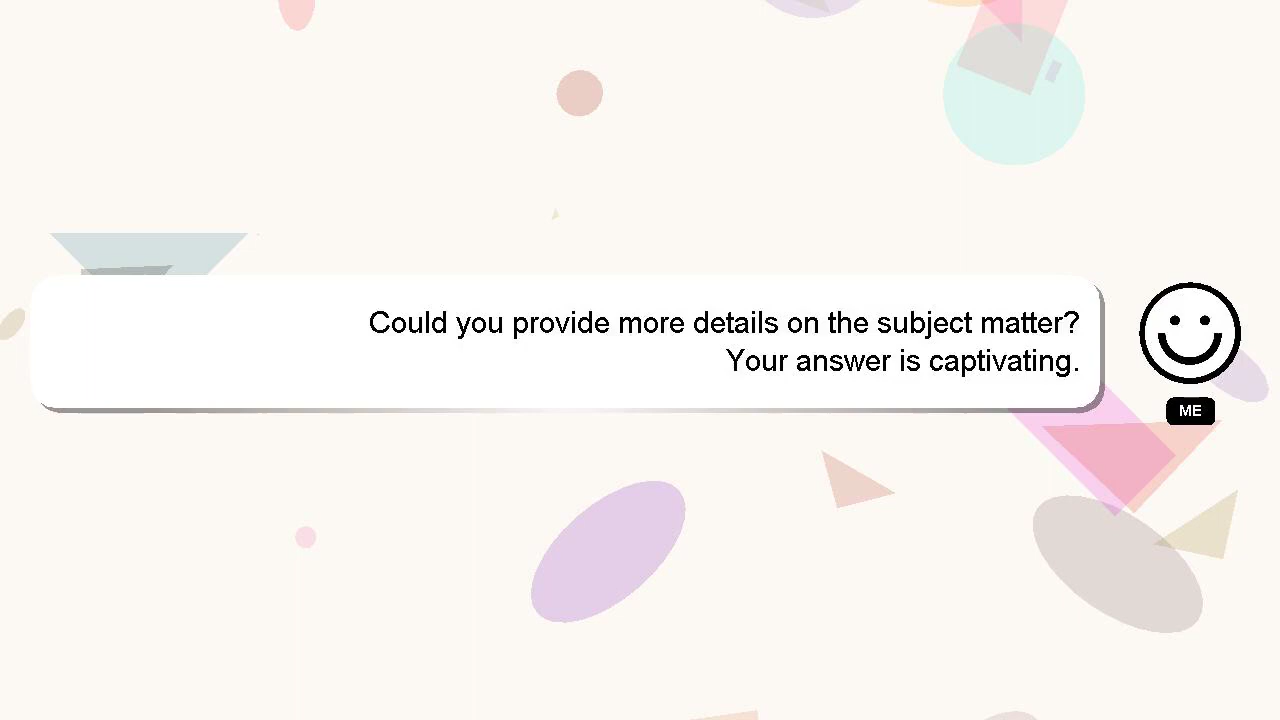 Could you provide more details on the subject matter?
Your answer is captivating.
ME